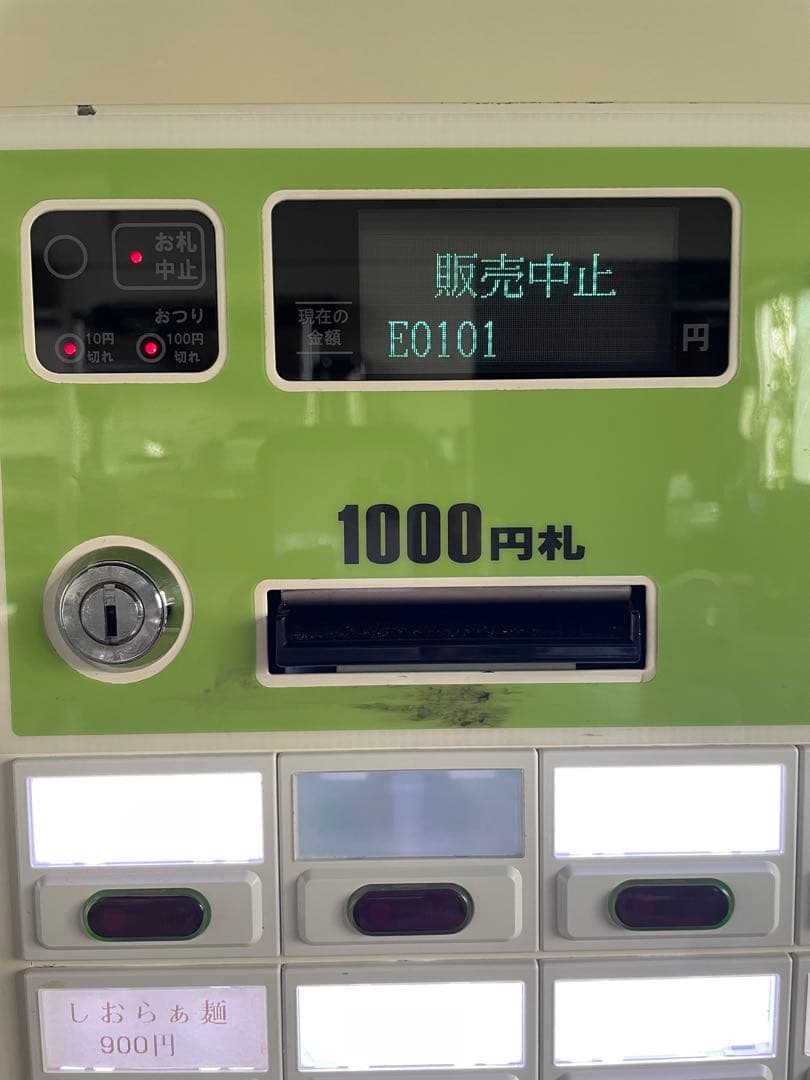 お札
中止
おつり
10円
切れ
100円
切れ
現在の
金額
販売中止
E0101
円
1000円札
しおらぁ麺
900円